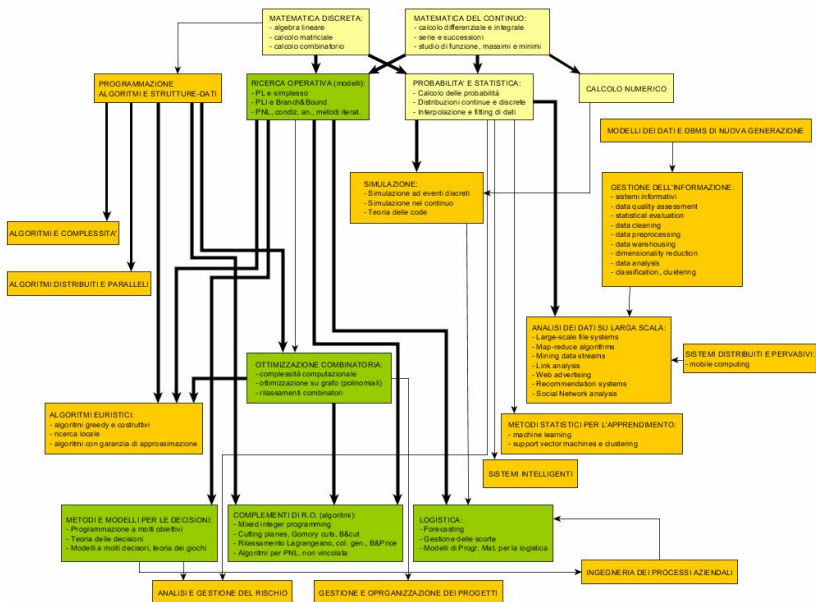 MATEMATICA DISCRETA:
- algebra lineare
- calcolo matriciale
- calcolo combinatorio
MATEMATICA DEL CONTINUO:
- calcolo differenziale e integrale
- serie e successioni
- studio di funzione, massimi e minimi
PROGRAMMAZIONE
ALGORITMI E STRUTTURE-DATI
RICERCA OPERATIVA (modelli):
- PL e simplesso
- PLI e Branch&Bound
- PNL, condiz. an., metodi iterat.
PROBABILITA' E STATISTICA:
- Calcolo delle probabilità
- Distribuzioni continue e discrete
- Interpolazione e fitting di dati
CALCOLO NUMERICO
MODELLI DEI DATI E DBMS DI NUOVA GENERAZIONE
SIMULAZIONE:
- Simulazione ad eventi discreti
- Simulazione nel continuo
- Teoria delle code
GESTIONE DELL'INFORMAZIONE:
- sistemi informativi
- data quality assessment
- statistical evaluation
- data cleaning
- data preprocessing
- data warehousing
- dimensionality reduction
- data analysis
- classification, clustering
ALGORITMI E COMPLESSITA'
ALGORITMI DISTRIBUITI E PARALLELI
ANALISI DEI DATI SU LARGA SCALA:
- Large-scale file systems
- Map-reduce algorithms
- Mining data streams
- Link analysis
- Web advertising
- Recommendation systems
- Social Network analysis
SISTEMI DISTRIBUITI E PERVASIVI:
- mobile computing
OTTIMIZZAZIONE COMBINATORIA:
- complessità computazionale
- ottimizzazione su grafo (polinomiali)
- rilassamenti combinatori
ALGORITMI EURISTICI:
- algoritmi greedy e costruttivi
- ricerca locale
- algoritmi con garanzia di approssimazione
METODI STATISTICI PER L'APPRENDIMENTO:
- machine learning
- support vector machines e clustering
SISTEMI INTELLIGENTI
METODI E MODELLI PER LE DECISIONI:
- Programmazione a molti obiettivi
- Teoria delle decisioni
- Modelli a molti decisori, teoria dei giochi
COMPLEMENTI DI R.O. (algoritmi):
- Mixed integer programming
- Cutting planes, Gomory cuts, B&cut
- Rilassamento Lagrangeano, col. gen., B&Price
- Algoritmi per PNL, non vincolata
LOGISTICA:
- Forecasting
- Gestione delle scorte
- Modelli di Progr. Mat. per la logistica
INGEGNERIA DEI PROCESSI AZIENDALI
ANALISI E GESTIONE DEL RISCHIO
GESTIONE E OPRGANIZZAZIONE DEI PROGETTI